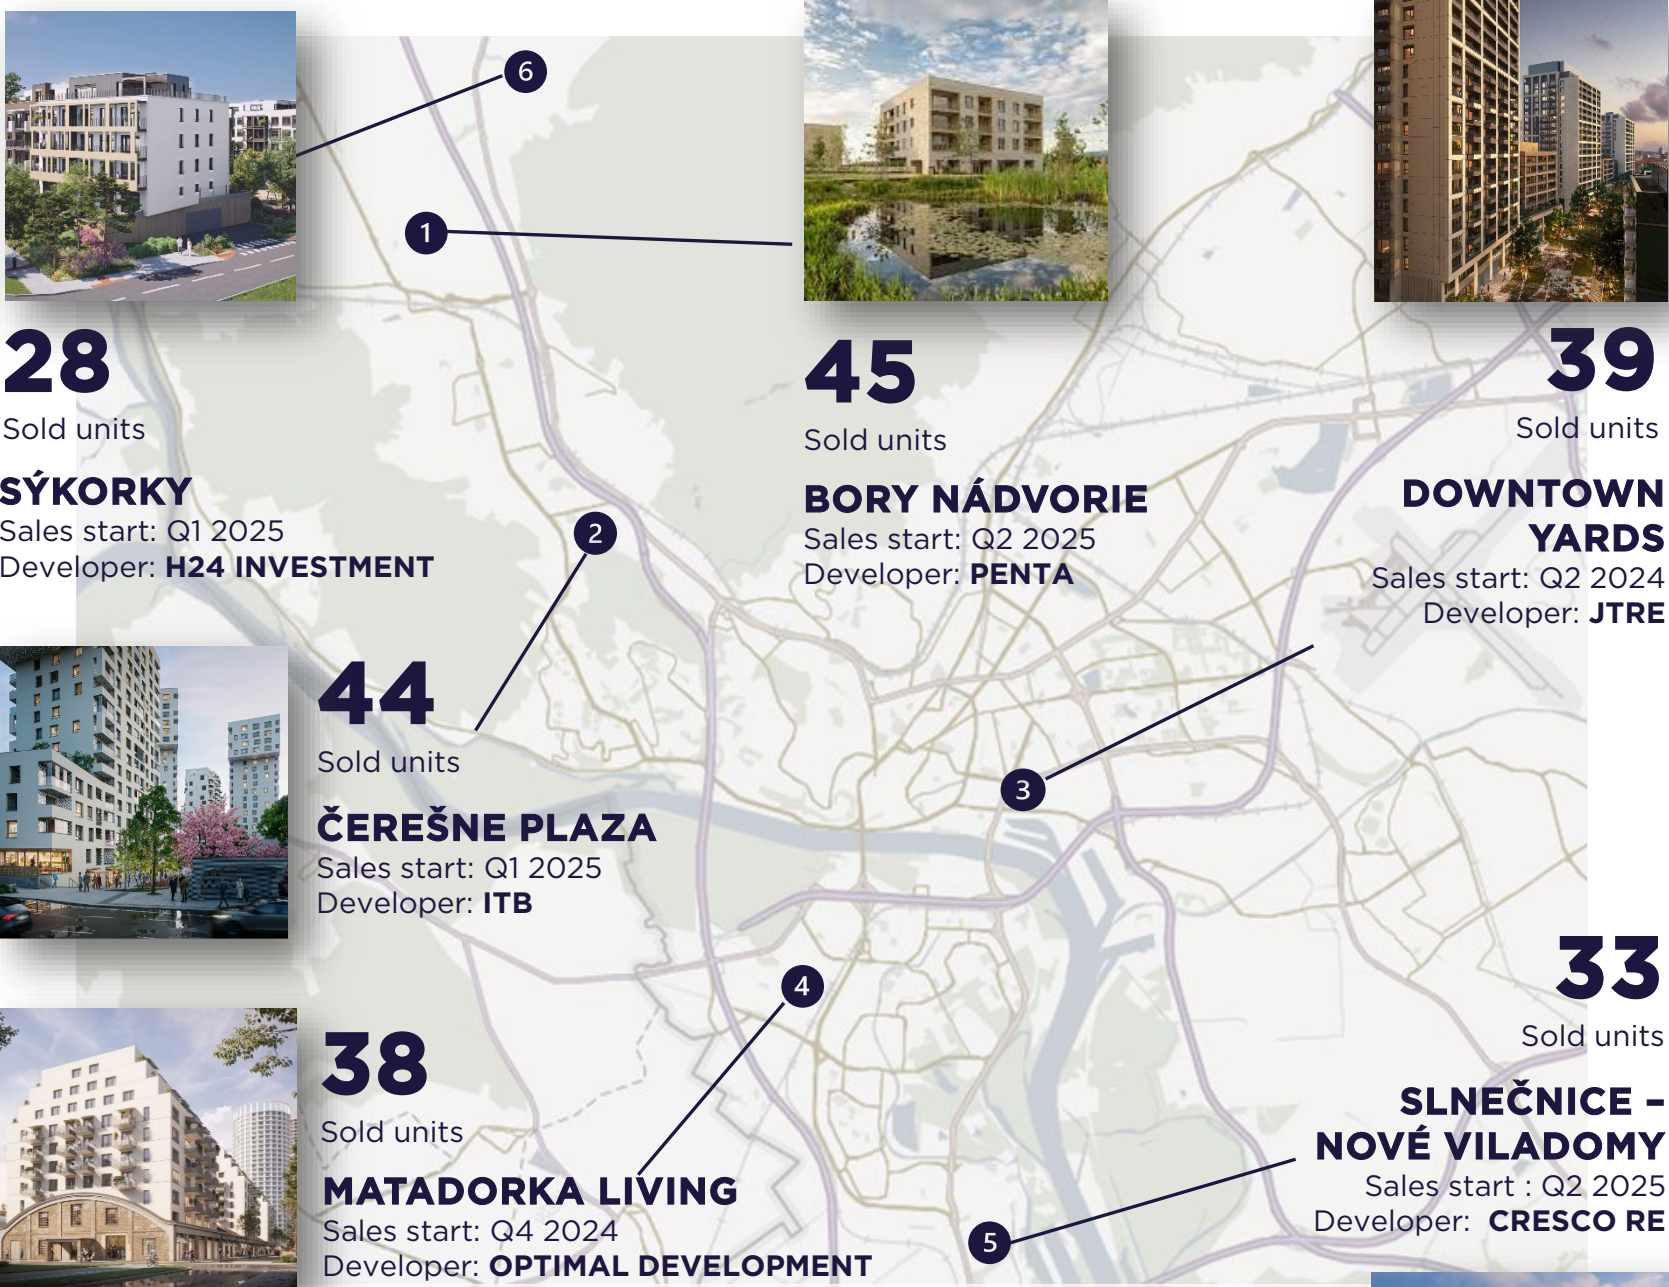 6
1
28
Sold units
SÝKORKY
Sales start: Q1 2025
Developer: H24 INVESTMENT
45
Sold units
BORY NÁDVORIE
Sales start: Q2 2025
Developer: PENTA
39
Sold units
DOWNTOWN
YARDS
Sales start: Q2 2024
Developer: JTRE
2
44
Sold units
ČEREŠNE PLAZA
Sales start: Q1 2025
Developer: ITB
3
4
38
Sold units
MATADORKA LIVING
Sales start: Q4 2024
Developer: OPTIMAL DEVELOPMENT
33
Sold units
SLNEČNICE –
NOVÉ VILADOMY
Sales start : Q2 2025
Developer: CRESCO RE
5